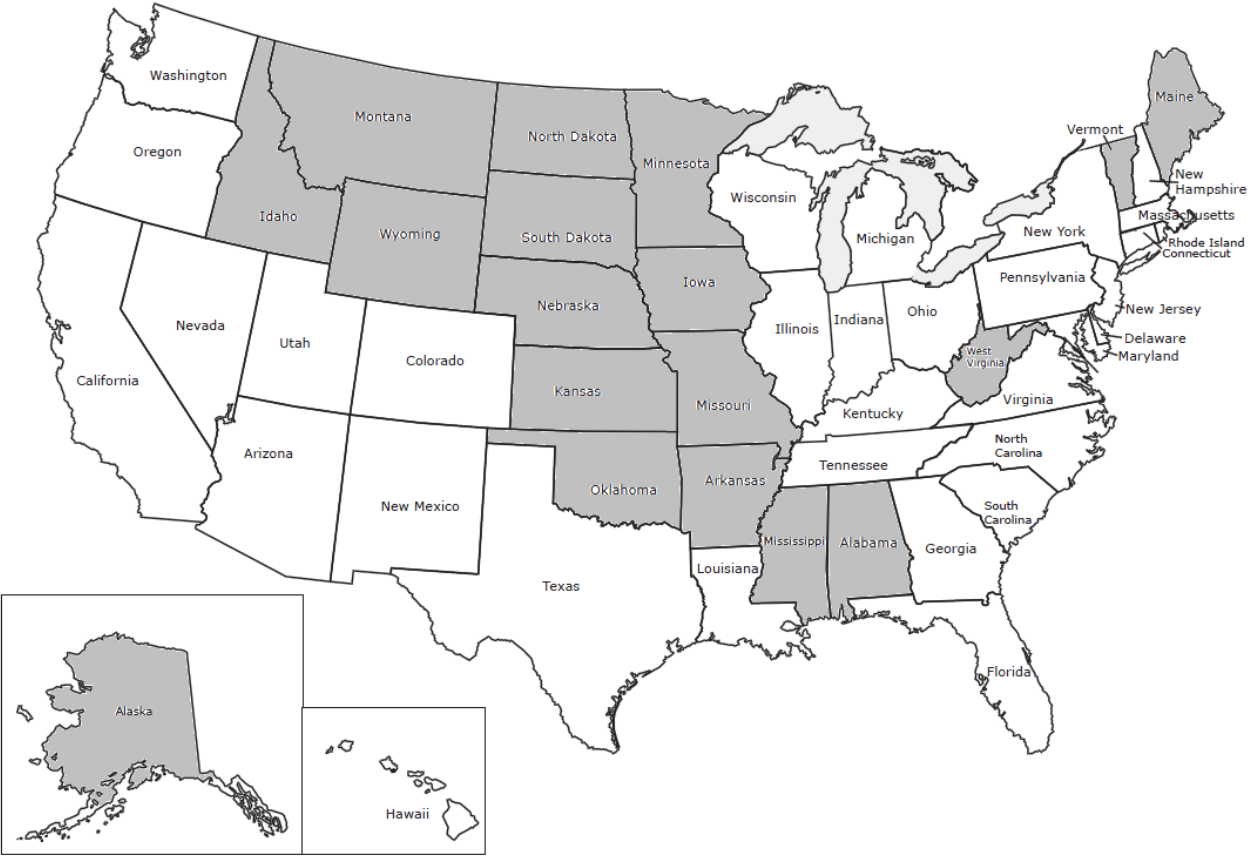 Washington
Montana
North Dakota
Minnesota
Maine
Vermont
Oregon
New
Hampshire
Idaho
Wyoming
South Dakota
Wisconsin
Michigan
New York
Massachusetts
Rhode Island
Connecticut
Iowa
Nebraska
Pennsylvania
New Jersey
Nevada
Utah
Colorado
Illinois
Indiana
Ohio
Delaware
Maryland
West
Virginia
California
Kansas
Missouri
Kentucky
Virginia
Arizona
North
Carolina
Tennessee
New Mexico
Oklahoma
Arkansas
South
Carolina
Mississippi
Alabama
Georgia
Texas
Louisiana
Florida
Alaska
Hawaii